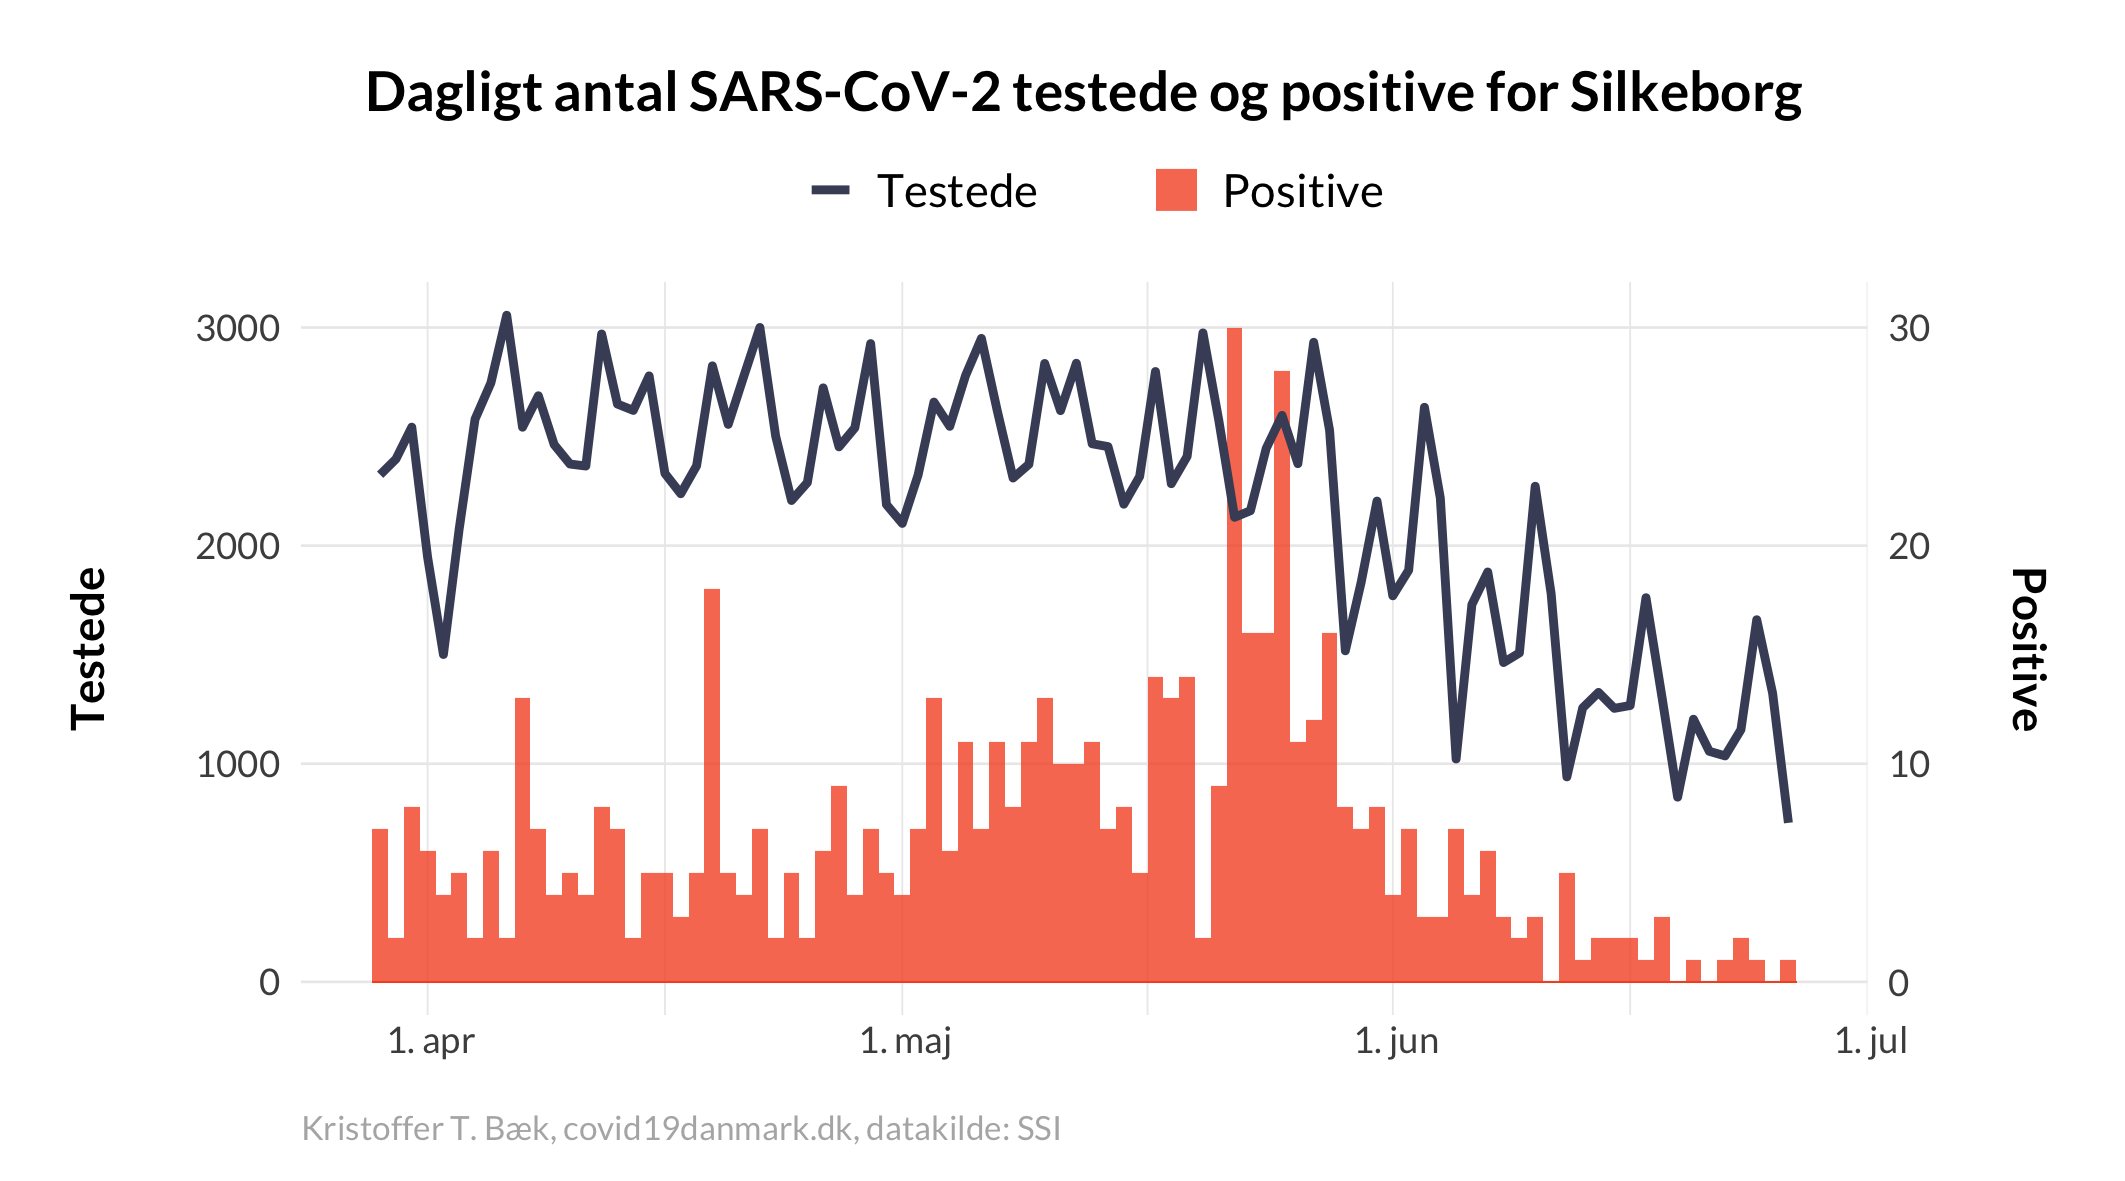 Dagligt antal SARS-CoV-2 testede og positive for Silkeborg
Testede
Positive
3000
2000
1000
0
Testede
30
20
10
0
Positive
1. apr
1. maj
1. jun
1. jul
Kristoffer T. Bæk, covid19danmark.dk, datakilde: SSI